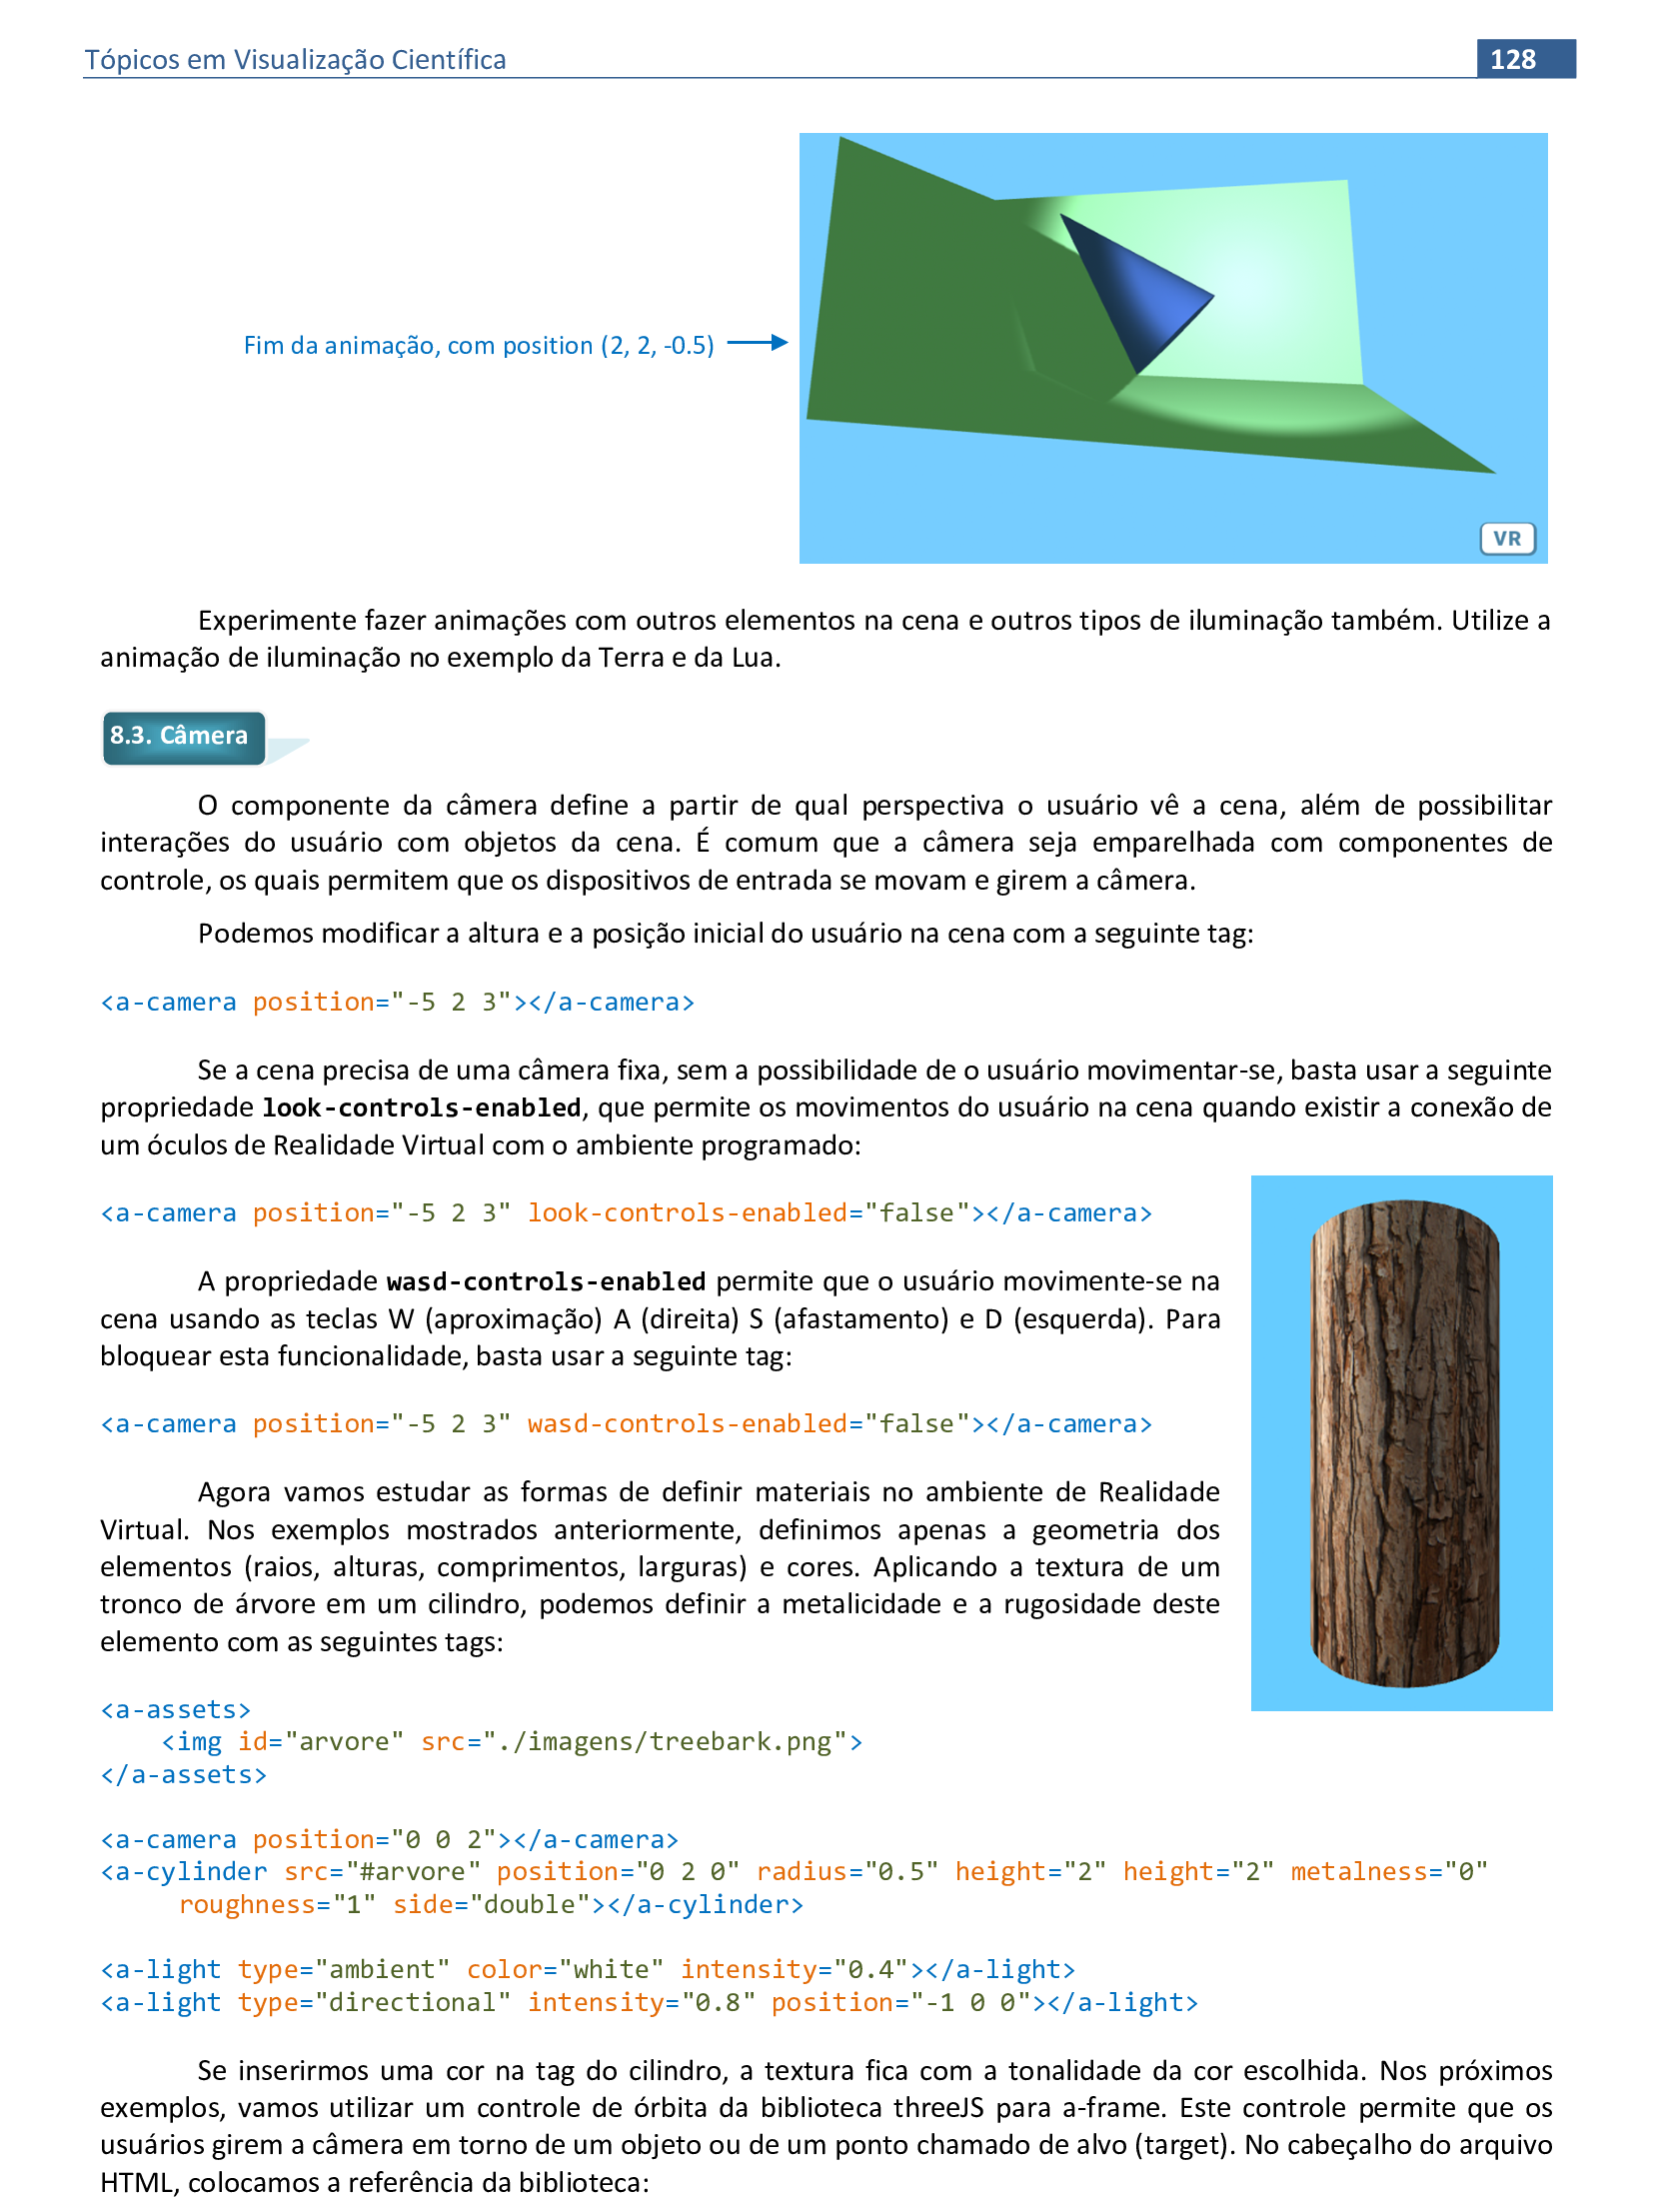 Tópicos em Visualização Científica
128
Fim da animação, com position (2, 2, -0.5)
VR
Experimente fazer animações com outros elementos na cena e outros tipos de iluminação também. Utilize a
animação de iluminação no exemplo da Terra e da Lua.
8.3. Câmera
O componente da câmera define a partir de qual perspectiva o usuário vê a cena, além de possibilitar
interações do usuário com objetos da cena. É comum que a câmera seja emparelhada com componentes de
controle, os quais permitem que os dispositivos de entrada se movam e girem a câmera.
Podemos modificar a altura e a posição inicial do usuário na cena com a seguinte tag:
<a-camera position="-5 2 3"></a-camera>
Se a cena precisa de uma câmera fixa, sem a possibilidade de o usuário movimentar-se, basta usar a seguinte
propriedade look-controls-enabled, que permite os movimentos do usuário na cena quando existir a conexão de
um óculos de Realidade Virtual com o ambiente programado:
<a-camera position="-5 2 3" look-controls-enabled="false"></a-camera>
A propriedade wasd-controls-enabled permite que o usuário movimente-se na
cena usando as teclas W (aproximação) A (direita) S (afastamento) e D (esquerda). Para
bloquear esta funcionalidade, basta usar a seguinte tag:
<a-camera position="-5 2 3" wasd-controls-enabled="false"></a-camera>
Agora vamos estudar as formas de definir materiais no ambiente de Realidade
Virtual. Nos exemplos mostrados anteriormente, definimos apenas a geometria dos
elementos (raios, alturas, comprimentos, larguras) e cores. Aplicando a textura de um
tronco de árvore em um cilindro, podemos definir a metalicidade e a rugosidade deste
elemento com as seguintes tags:
<a-assets>
<img id="arvore" src="./imagens/treebark.png">
</a-assets>
<a-camera position="0 0 2"></a-camera>
<a-cylinder src="#arvore" position="0 2 0" radius="0.5" height="2" height="2" metalness="0"
roughness="1" side="double"></a-cylinder>
<a-light type="ambient" color="white" intensity="0.4"></a-light>
<a-light type="directional" intensity="0.8" position="-1 0 0"></a-light>
Se inserirmos uma cor na tag do cilindro, a textura fica com a tonalidade da cor escolhida. Nos próximos
exemplos, vamos utilizar um controle de órbita da biblioteca threeJS para a-frame. Este controle permite que os
usuários girem a câmera em torno de um objeto ou de um ponto chamado de alvo (target). No cabeçalho do arquivo
HTML, colocamos a referência da biblioteca: